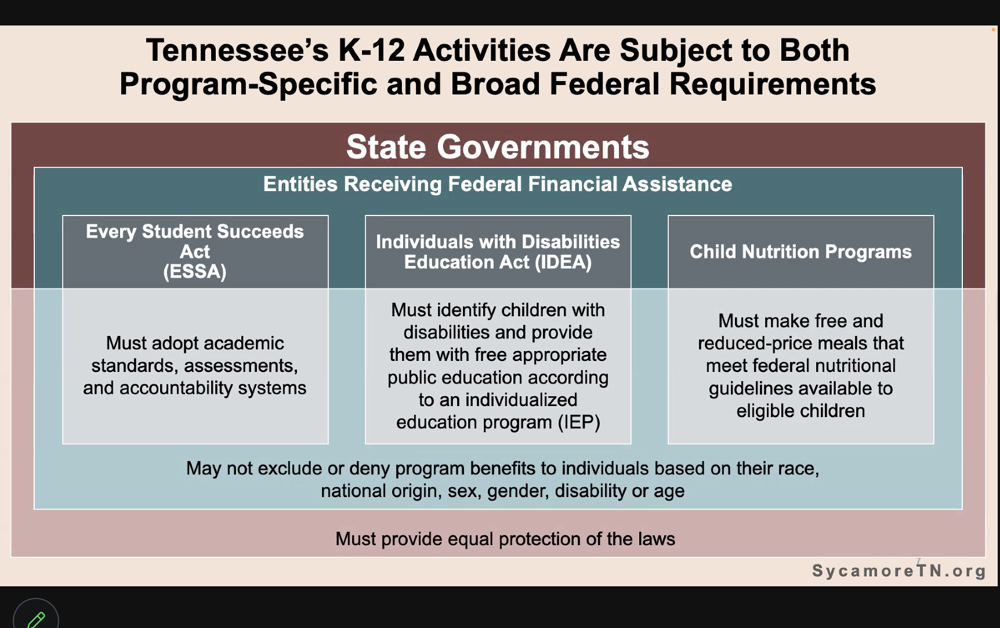 Tennessee’s K-12 Activities Are Subject to Both
Program-Specific and Broad Federal Requirements
State Governments
Entities Receiving Federal Financial Assistance
Every Student Succeeds
Act
(ESSA)
Must adopt academic
standards, assessments,
and accountability systems
Individuals with Disabilities
Education Act (IDEA)
Must identify children with
disabilities and provide
them with free appropriate
public education according
to an individualized
education program (IEP)
Child Nutrition Programs
Must make free and
reduced-price meals that
meet federal nutritional
guidelines available to
eligible children
May not exclude or deny program benefits to individuals based on their race,
national origin, sex, gender, disability or age
Must provide equal protection of the laws
7
SycamoreTN.org